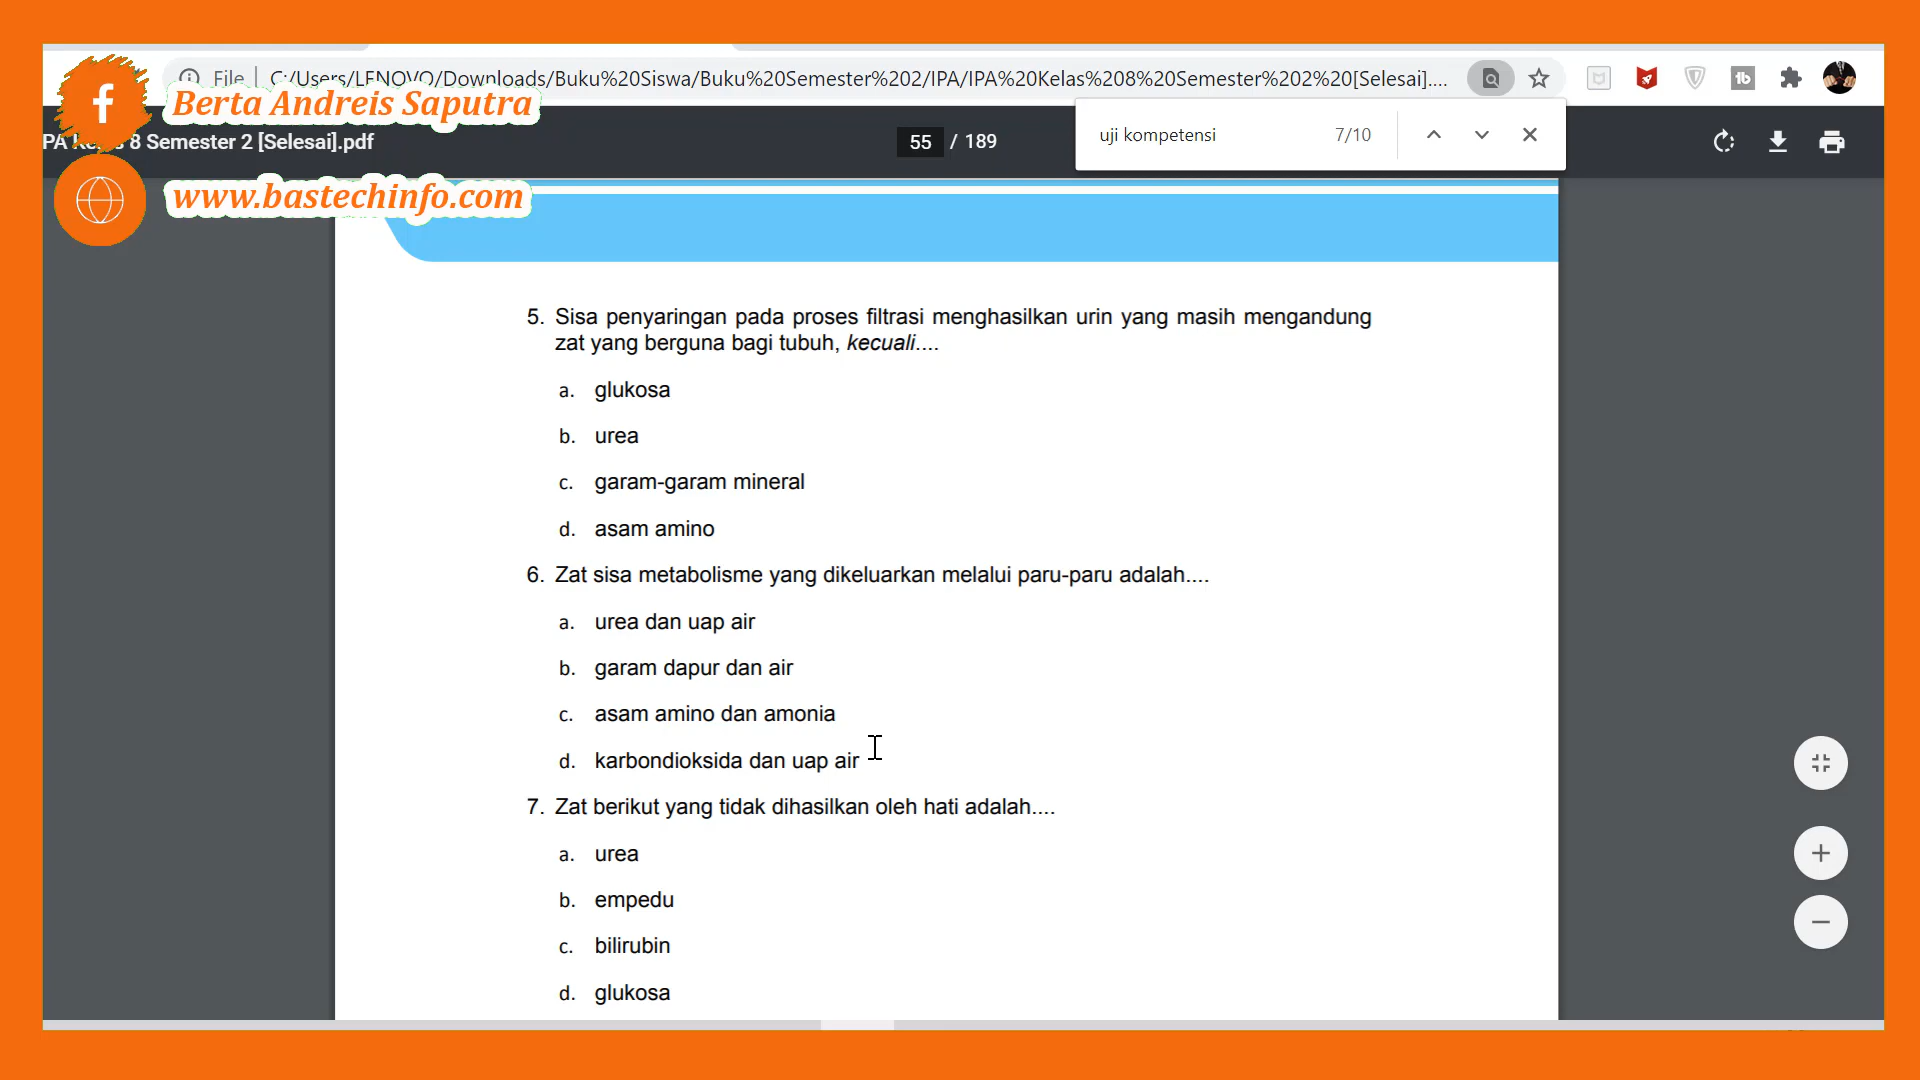 File | C:/Users/LENOVO/Downloads/Buku%20Siswa/Buku%20Semester%202/IPA/IPA%20Kelas%208%20Semester%202%20[Selesai]....
Berta Andreis Saputra
uji kompetensi 7/10
8 Semester 2 [Selesai].pdf
55 / 189
www.bastechinfo.com
5. Sisa penyaringan pada proses filtrasi menghasilkan urin yang masih mengandung
zat yang berguna bagi tubuh, kecuali....
a. glukosa
b. urea
c. garam-garam mineral
d. asam amino
6. Zat sisa metabolisme yang dikeluarkan melalui paru-paru adalah....
a. urea dan uap air
b. garam dapur dan air
c. asam amino dan amonia
d. karbondioksida dan uap air
7. Zat berikut yang tidak dihasilkan oleh hati adalah....
a. urea
b. empedu
c. bilirubin
d. glukosa